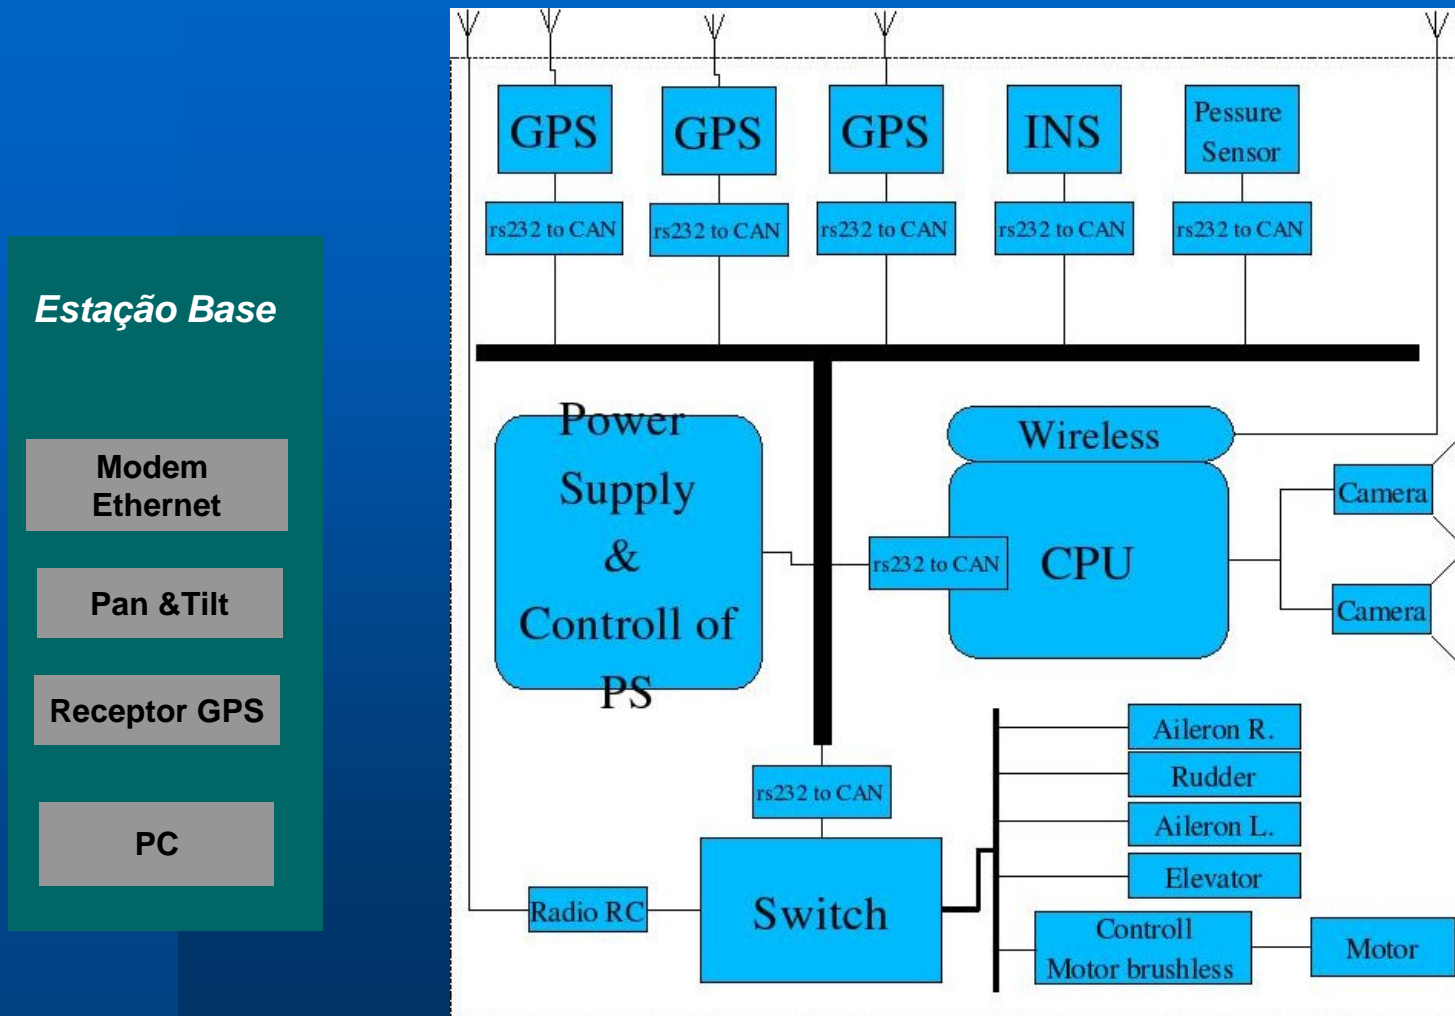 Estação Base
Modem
Ethernet
Pan &Tilt
Receptor GPS
PC
GPS
GPS
GPS
INS
Pessure
Sensor
rs232 to CAN
rs232 to CAN
rs232 to CAN
rs232 to CAN
rs232 to CAN
Power
Supply
&
Controll of
PS
Wireless
rs232 to CAN
CPU
Camera
Camera
rs232 to CAN
Radio RC
Switch
Aileron R.
Rudder
Aileron L.
Elevator
Controll
Motor brushless
Motor